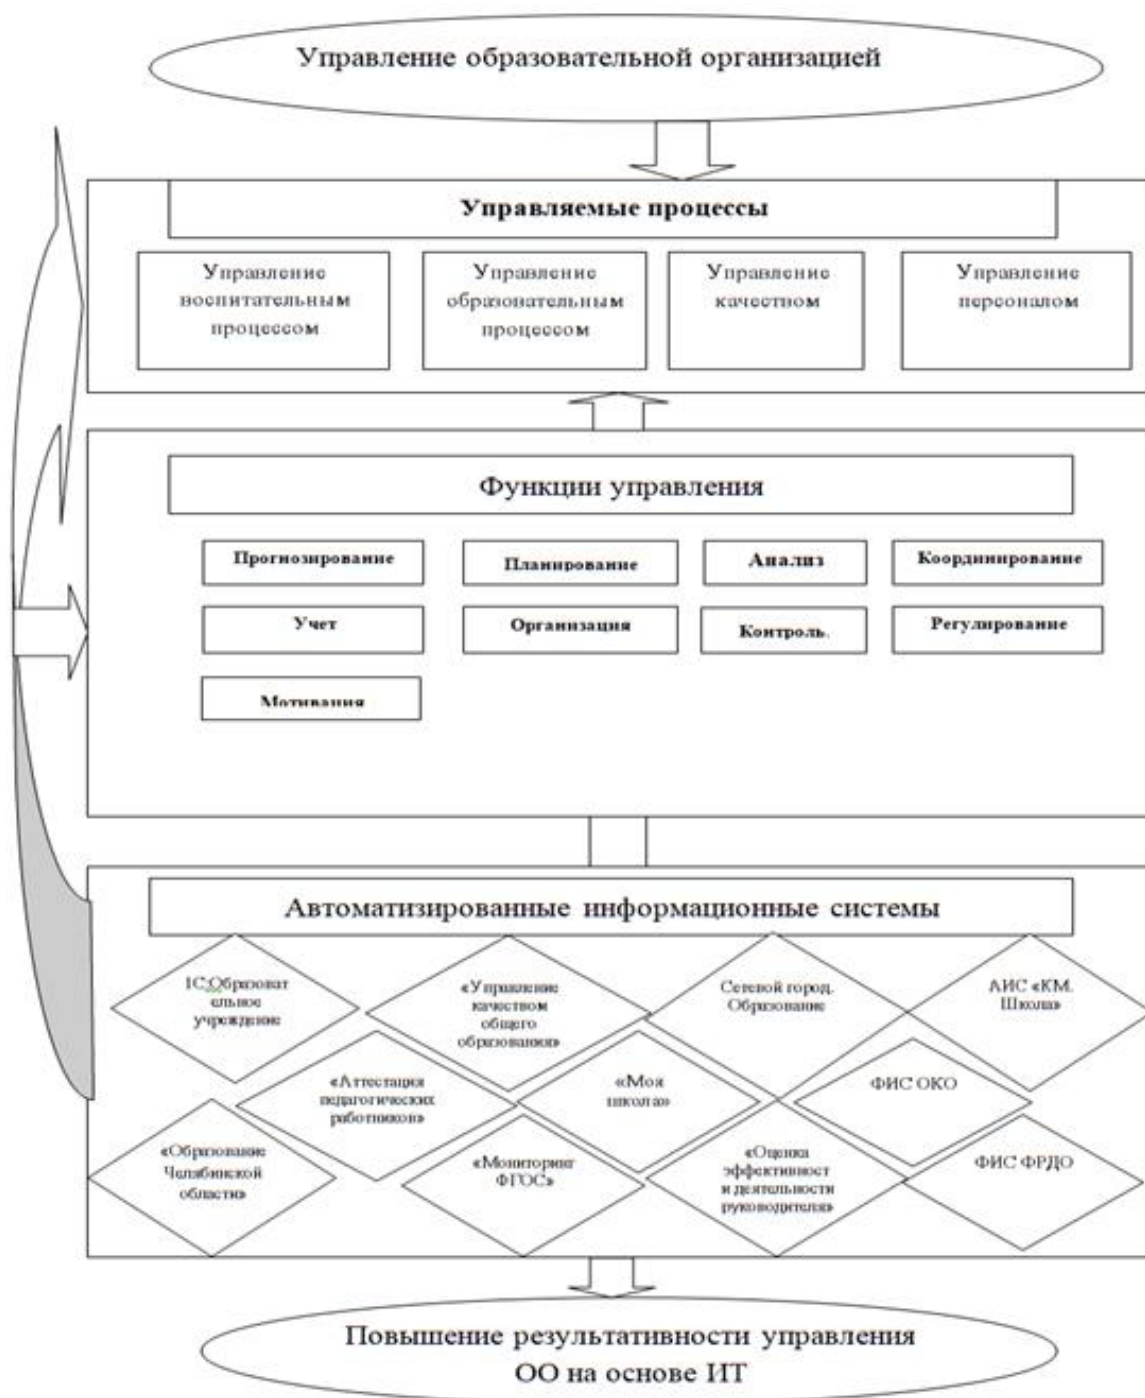 Управление образовательной организацией
Управляемые процессы
Управление
воспитательным
процессом
Управление
образовательным
процессом
Управление
качеством
Управление
персоналом
Функции управления
Прогнозирование
Планирование
Анализ
Координирование
Учет
Организация
Контроль.
Регулирование
Мотивация
Автоматизированные информационные системы
1С:Образоват
ельное
учреждение
«Управление
качеством
общего
образования»
Сетевой город.
Образование
АИС «КМ.
Школа»
«Аттестация
педагогических
работников»
«Моя
школа»
ФИС ОКО
«Образование
Челябинской
области»
«Мониторинг
ФГОС»
«Оценка
эффективност
и деятельности
руководителя»
ФИС ФРДО
Повышение результативности управления
ОО на основе ИТ